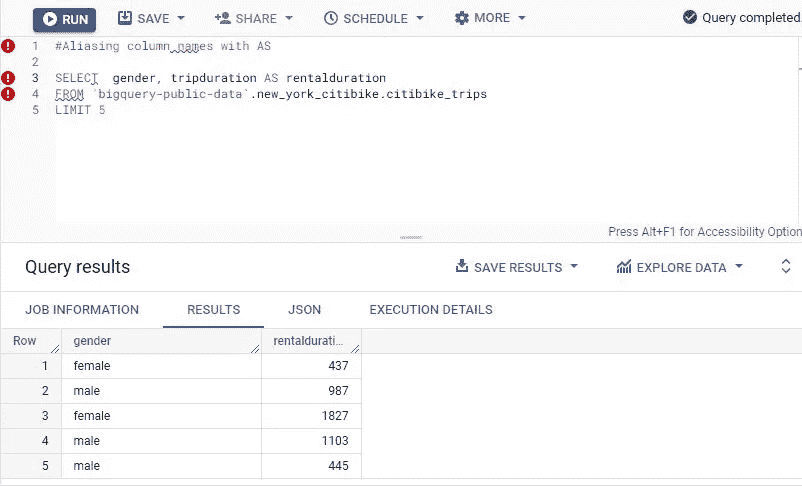 RUN SAVE SHARE SCHEDULE MORE Query completed.
1 #Aliasing column_names with AS
2
3 SELECT gender, tripduration AS rentalduration
4 FROM `bigquery-public-data`.new_york_citibike.citibike_trips
5 LIMIT 5
Press Alt+F1 for Accessibility Option
Query results SAVE RESULTS EXPLORE DATA
JOB INFORMATION RESULTS JSON EXECUTION DETAILS
Row gender rentaldurati...
1 female 437
2 male 987
3 female 1827
4 male 1103
5 male 445